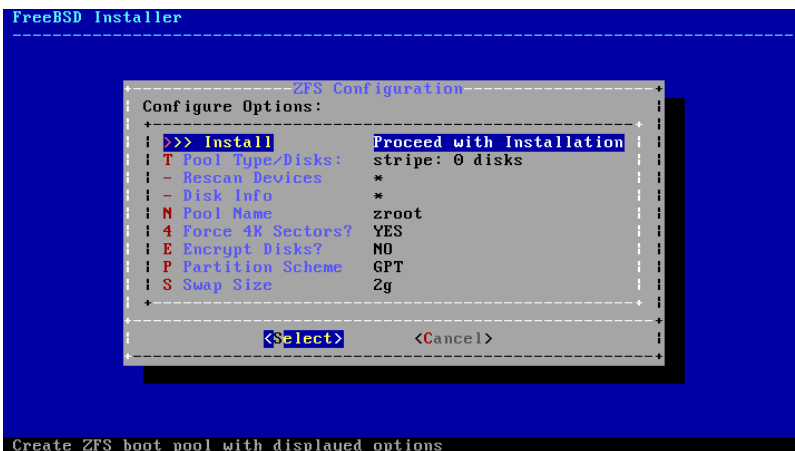 FreeBSD Installer
ZFS Configuration
Configure Options:
>>> Install Proceed with Installation
T Pool Type/Disks: stripe: 0 disks
- Rescan Devices *
- Disk Info *
N Pool Name zroot
4 Force 4K Sectors? YES
E Encrypt Disks? NO
P Partition Scheme GPT
S Swap Size 2g
<Select> <Cancel>
Create ZFS boot pool with displayed options